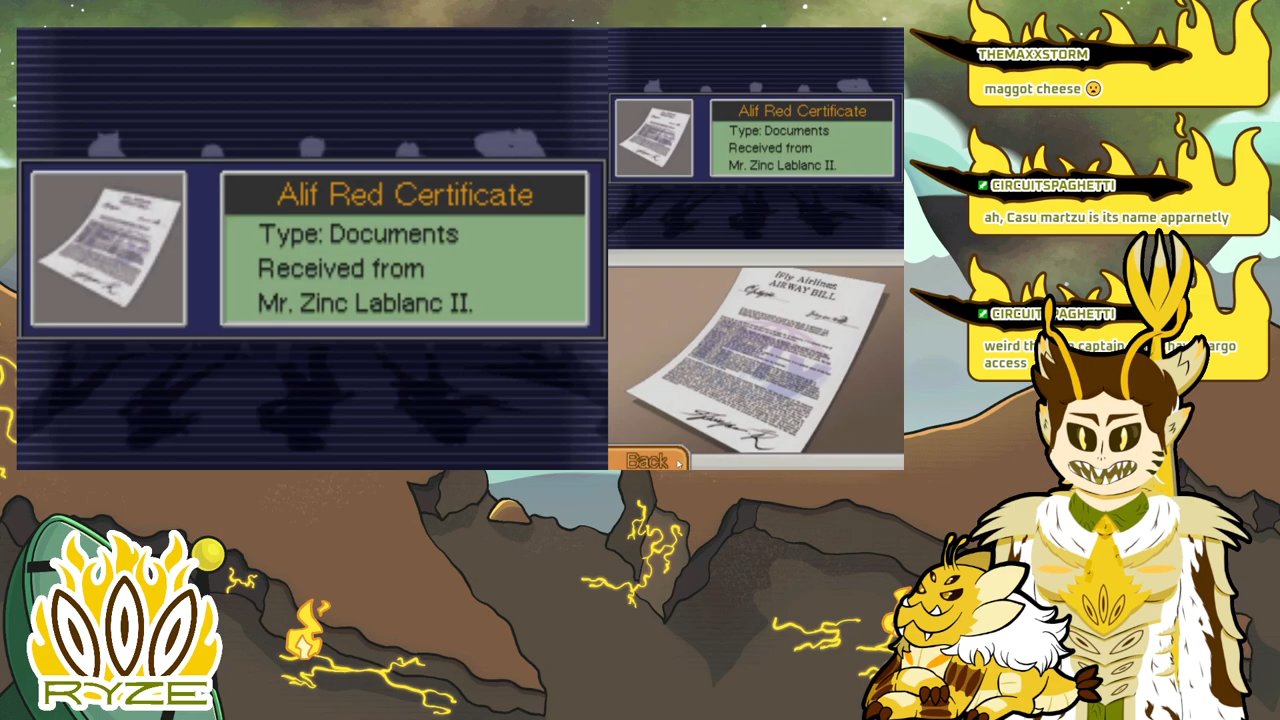 Alif Red Certificate
Type: Documents
Received from
Mr. Zinc Lablanc II.
Alif Red Certificate
Type: Documents
Received from
Mr. Zinc Lablanc II.
iFly Airlines
AIRWAY BILL
Back
THEMAXXSTORM
maggot cheese
CIRCUITSPAGHETTI
ah, Casu martzu is its name apparnetly
CIRCUIT PAGHETTI
weird captain
access
RYZE